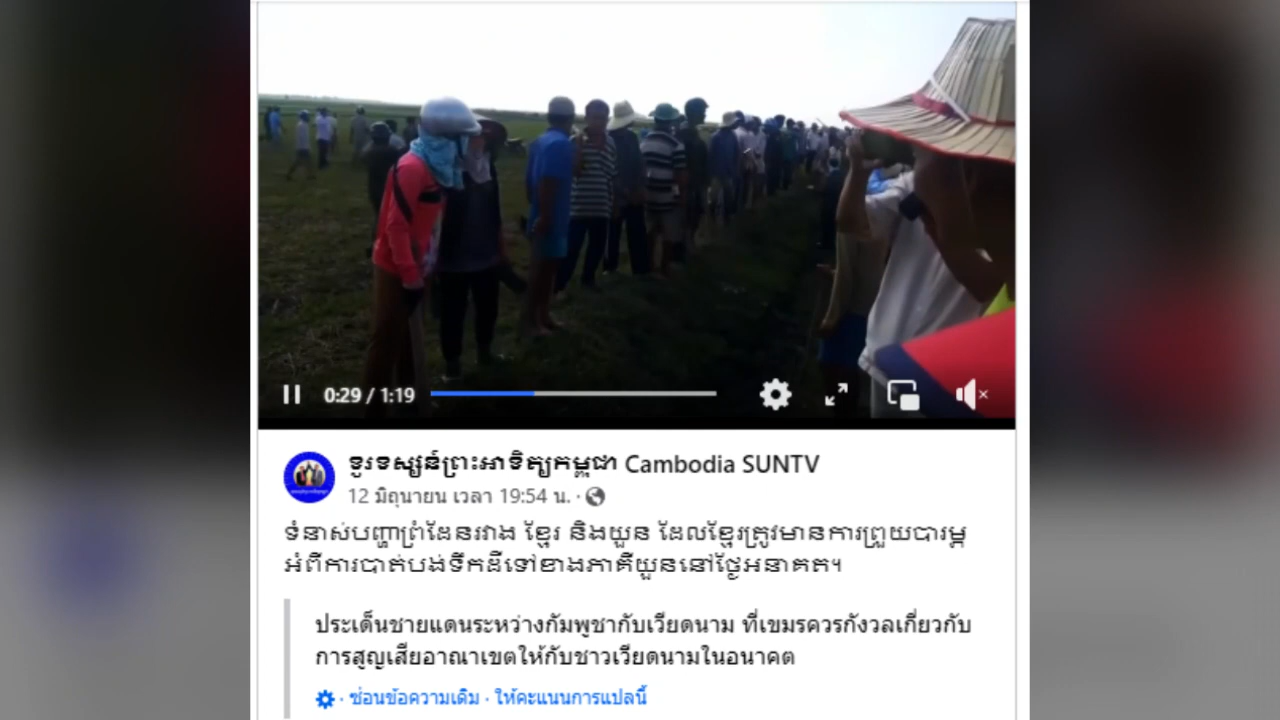 0:29 / 1:19
ទូរទស្សន៍ព្រះអាទិត្យកម្ពុជា Cambodia SUNTV
12 มิถุนายน เวลา 19:54 น. ·
ទំនាស់បញ្ហាព្រំដែនរវាង ខ្មែរ និងយួន ដែលខ្មែរត្រូវមានការព្រួយបារម្ភ
អំពីការបាត់បង់ទឹកដីទៅខាងភាគីយួននៅថ្ងៃអនាគត។
ประเด็นชายแดนระหว่างกัมพูชากับเวียดนาม ที่เขมรควรกังวลเกี่ยวกับ
การสูญเสียอาณาเขตให้กับชาวเวียดนามในอนาคต
· ซ่อนข้อความเดิม · ให้คะแนนการแปลนี้